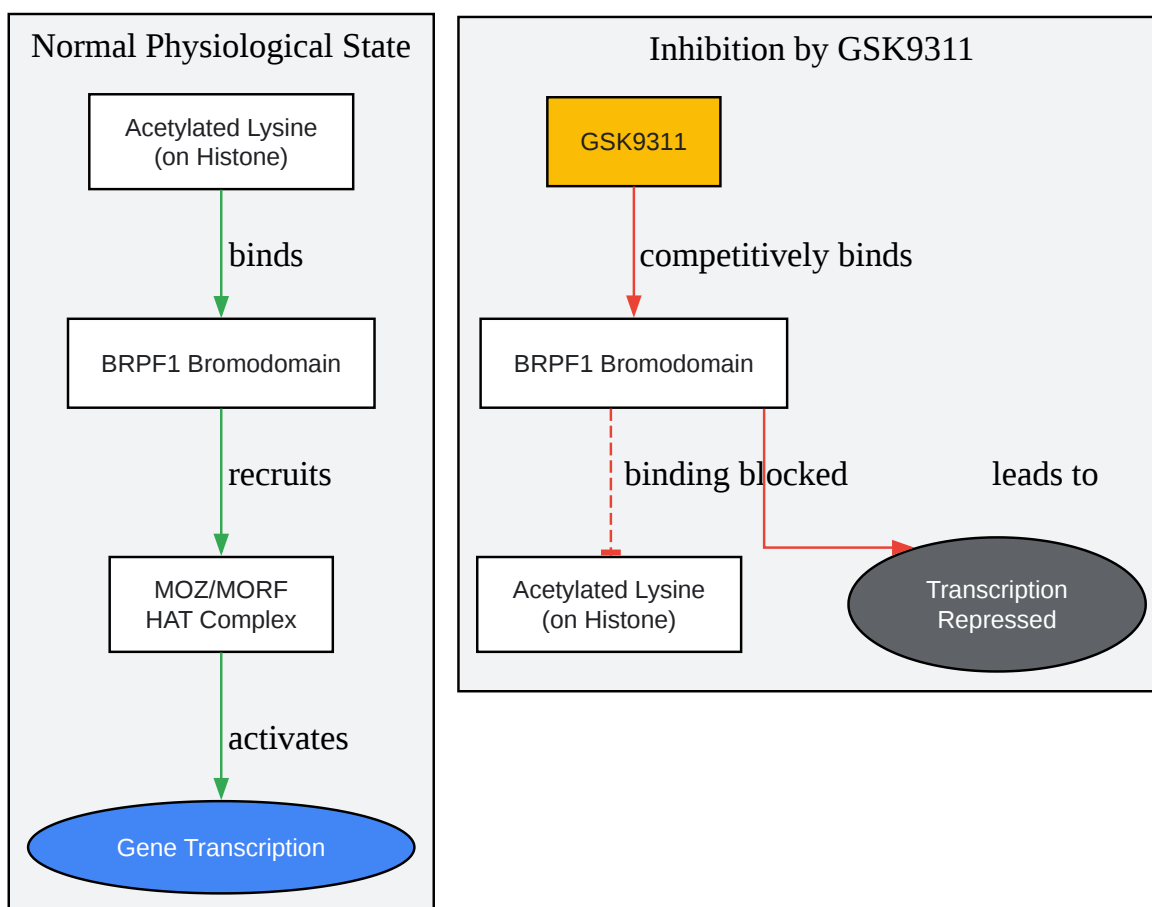 Normal Physiological State
Acetylated Lysine
(on Histone)
binds
BRPF1 Bromodomain
recruits
MOZ/MORF
HAT Complex
activates
Gene Transcription
Inhibition by GSK9311
GSK9311
competitively binds
BRPF1 Bromodomain
binding blocked
leads to
Acetylated Lysine
(on Histone)
Transcription
Repressed